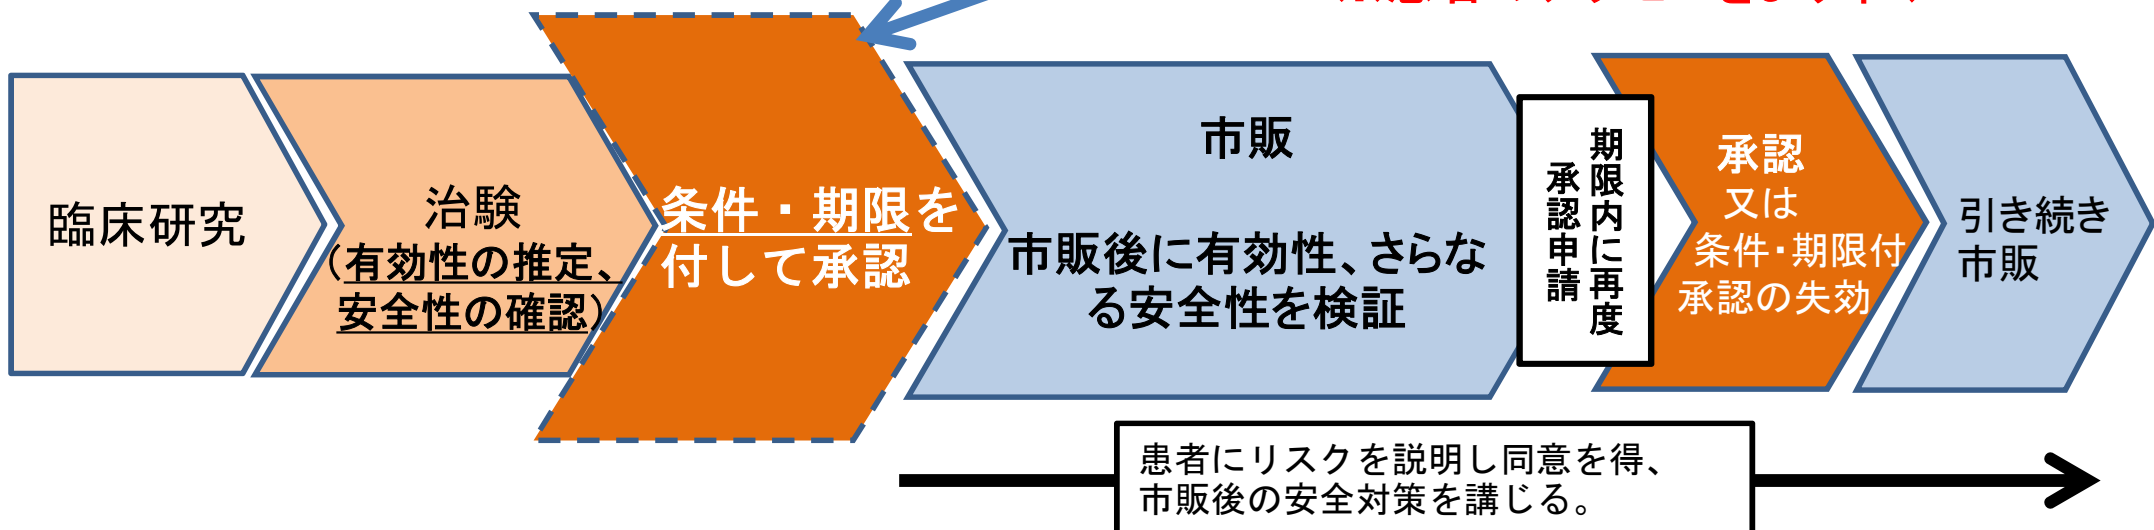 臨床研究
治験
（有効性の推定、
安全性の確認）
条件・期限を
付して承認
市販
市販後に有効性、さらな
る安全性を検証
期限内に再度
承認申請
承認
又は
条件・期限付
承認の失効
引き続き
市販
患者にリスクを説明し同意を得、
市販後の安全対策を講じる。